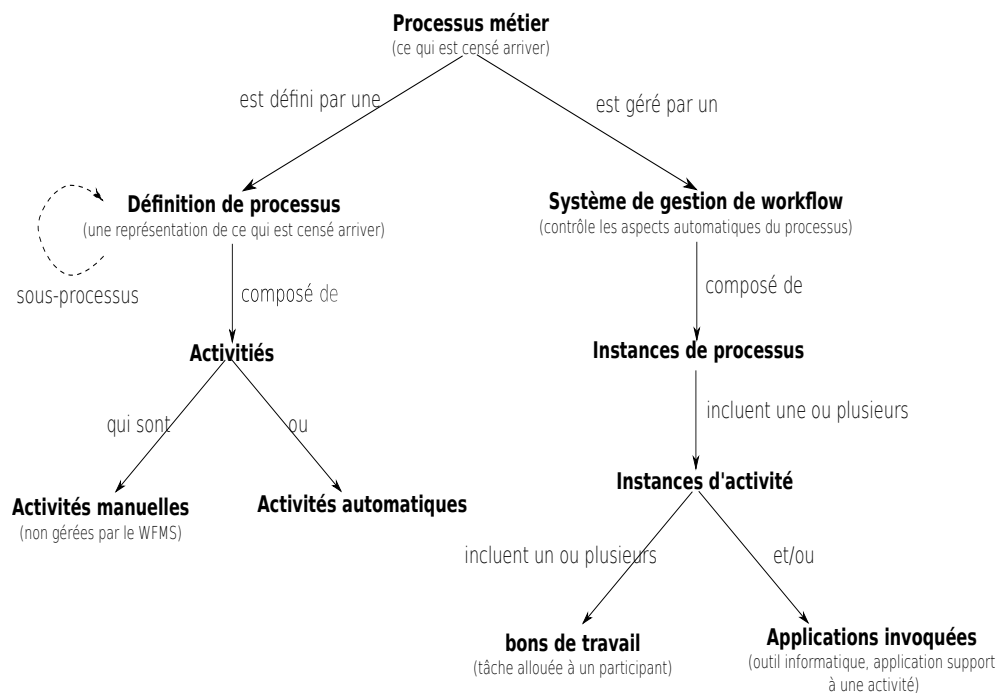 Processus métier
(ce qui est censé arriver)
est défini par une
est géré par un
Définition de processus
(une représentation de ce qui est censé arriver)
Système de gestion de workflow
(contrôle les aspects automatiques du processus)
sous-processus
composé de
composé de
Activitiés
Instances de processus
qui sont
ou
incluent une ou plusieurs
Activités manuelles
(non gérées par le WFMS)
Activités automatiques
Instances d'activité
incluent un ou plusieurs
et/ou
bons de travail
(tâche allouée à un participant)
Applications invoquées
(outil informatique, application support
à une activité)